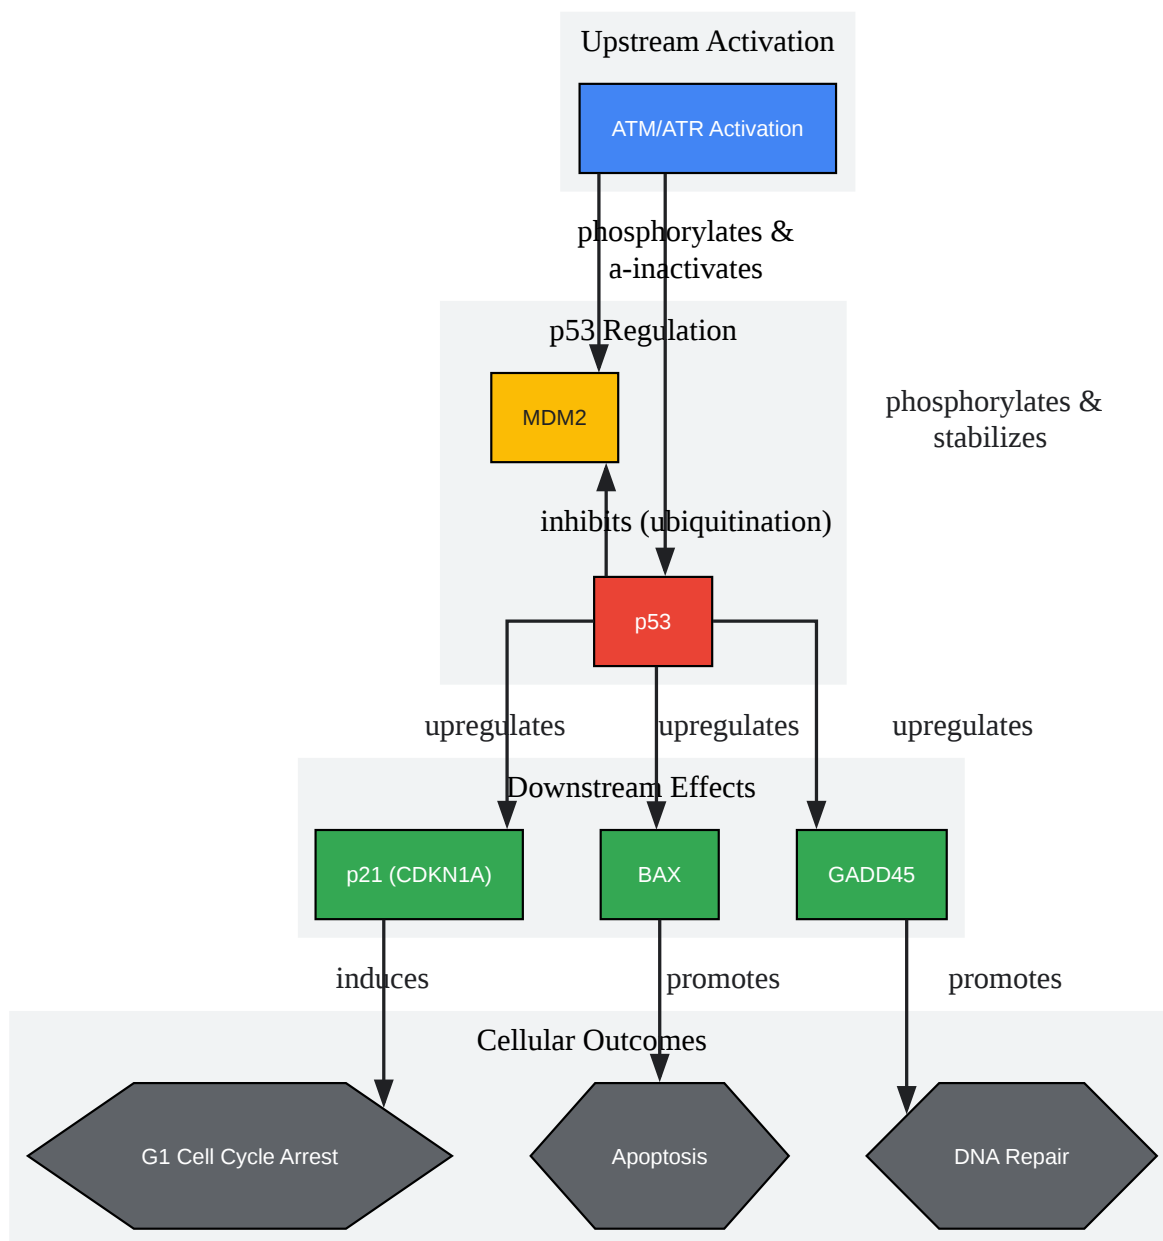 Upstream Activation
ATM/ATR Activation
phosphorylates &
a-inactivates
p53 Regulation
MDM2
phosphorylates &
stabilizes
inhibits (ubiquitination)
p53
upregulates
upregulates
upregulates
Downstream Effects
p21 (CDKN1A)
BAX
GADD45
induces
promotes
promotes
Cellular Outcomes
G1 Cell Cycle Arrest
Apoptosis
DNA Repair